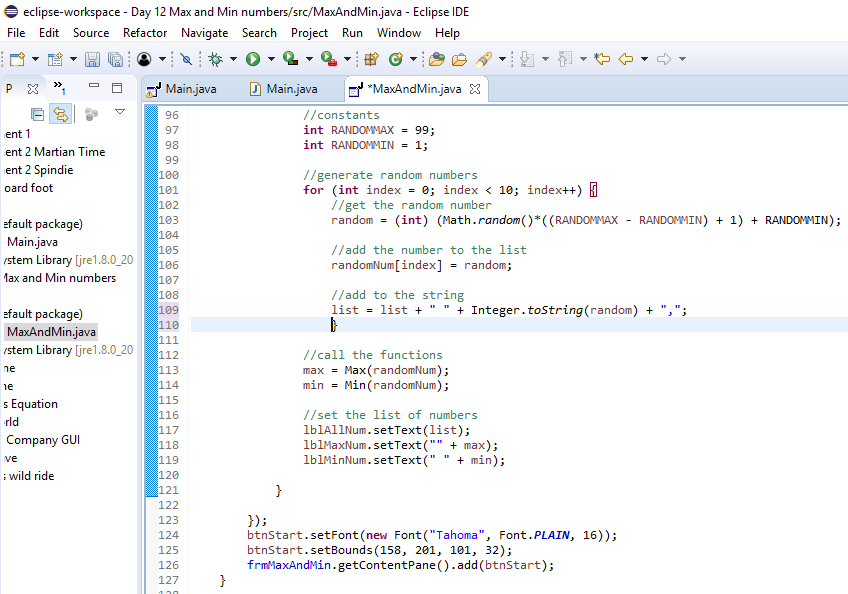 eclipse-workspace - Day 12 Max and Min numbers/src/MaxAndMin.java - Eclipse IDE
File Edit Source Refactor Navigate Search Project Run Window Help
P Main.java Main.java *MaxAndMin.java
ent 1
ent 2 Martian Time
ent 2 Spindie
oard foot
efault package)
Main.java
ystem Library [jre1.8.0_20
Max and Min numbers
efault package)
MaxAndMin.java
ystem Library [jre1.8.0_20
ne
ne
s Equation
rld
Company GUI
ve
s wild ride
96 //constants
97 int RANDOMMAX = 99;
98 int RANDOMMIN = 1;
99
100 //generate random numbers
101 for (int index = 0; index < 10; index++) {
102 //get the random number
103 random = (int) (Math.random()*((RANDOMMAX - RANDOMMIN) + 1) + RANDOMMIN);
104
105 //add the number to the list
106 randomNum[index] = random;
107
108 //add to the string
109 list = list + " " + Integer.toString(random) + ",";
110 }
111
112 //call the functions
113 max = Max(randomNum);
114 min = Min(randomNum);
115
116 //set the list of numbers
117 lblAllNum.setText(list);
118 lblMaxNum.setText("" + max);
119 lblMinNum.setText(" " + min);
120
121 }
122
123 });
124 btnStart.setFont(new Font("Tahoma", Font.PLAIN, 16));
125 btnStart.setBounds(158, 201, 101, 32);
126 frmMaxAndMin.getContentPane().add(btnStart);
127 }